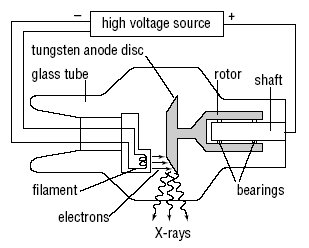 −
high voltage source
+
tungsten anode disc
glass tube
rotor
shaft
filament
electrons
bearings
X-rays